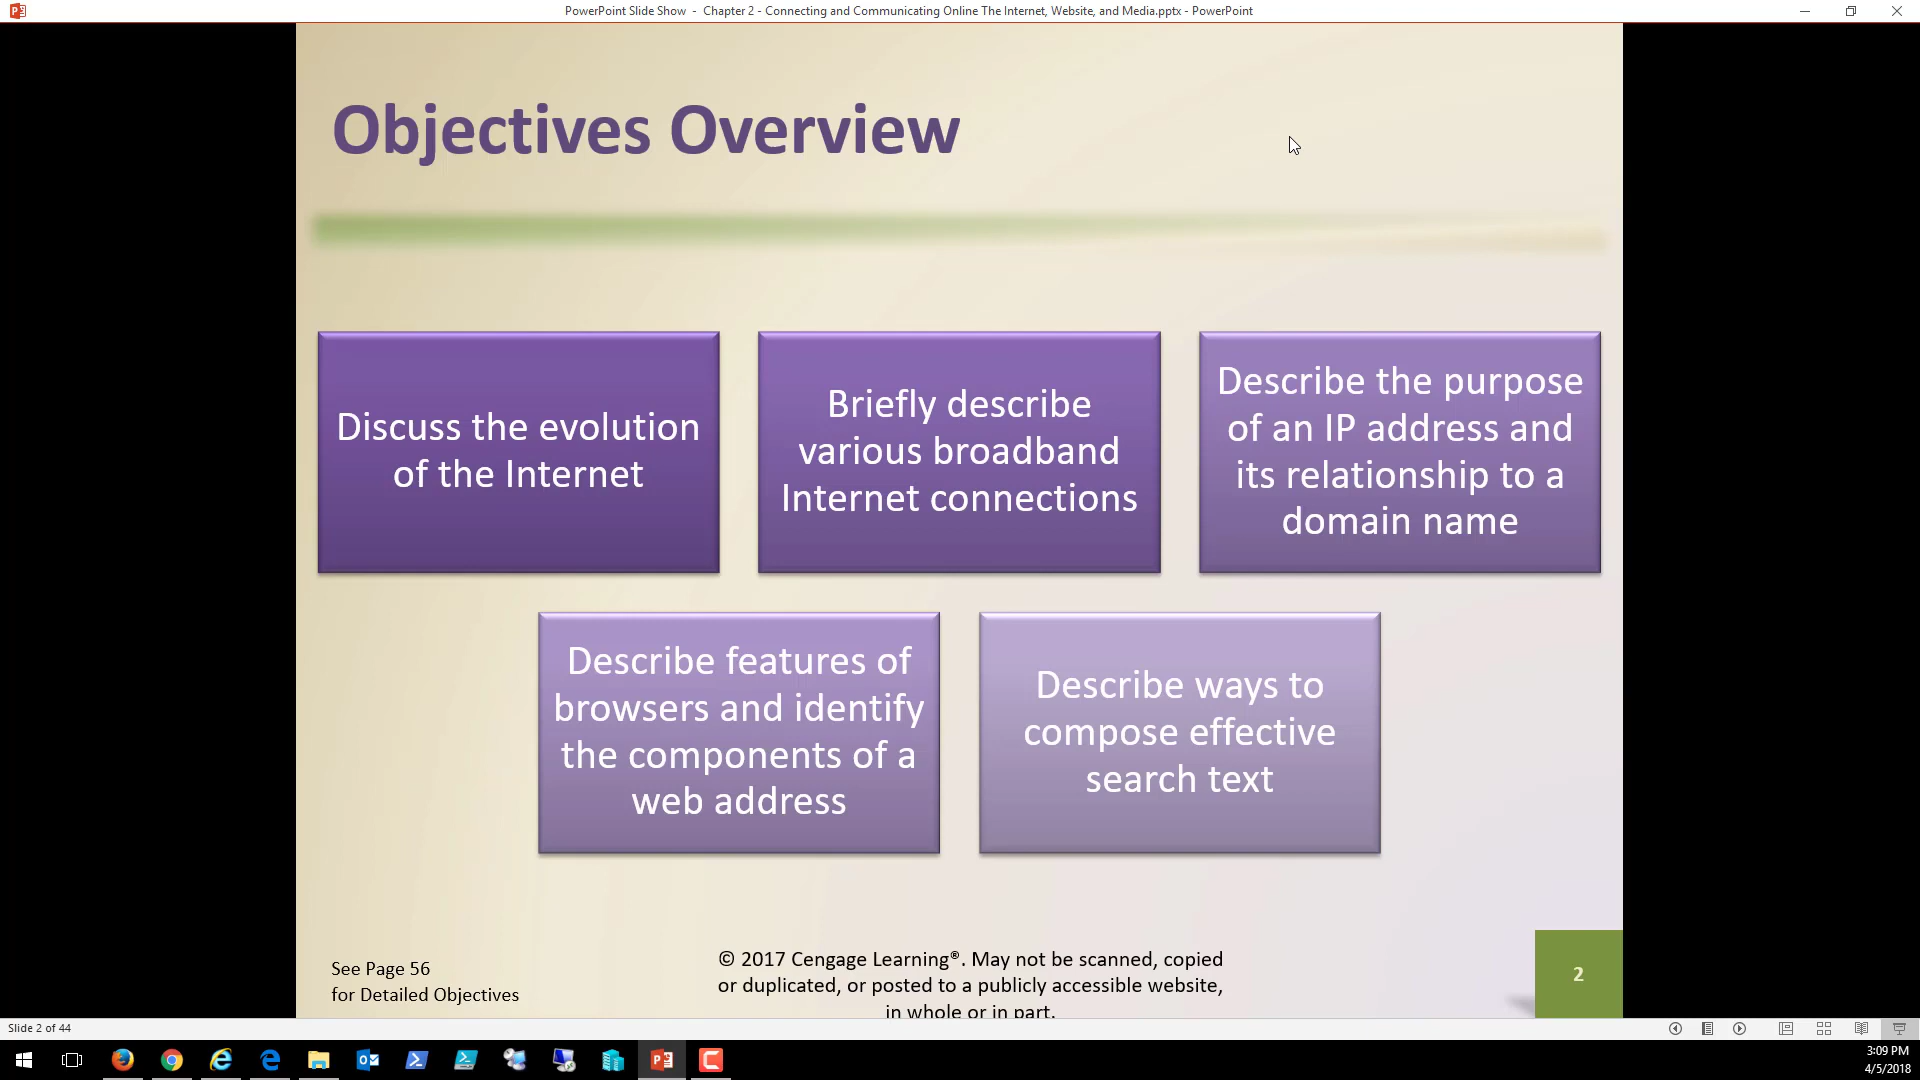 PowerPoint Slide Show - Chapter 2 - Connecting and Communicating Online The Internet, Website, and Media.pptx - PowerPoint
Objectives Overview
Discuss the evolution
of the Internet
Briefly describe
various broadband
Internet connections
Describe the purpose
of an IP address and
its relationship to a
domain name
Describe features of
browsers and identify
the components of a
web address
Describe ways to
compose effective
search text
See Page 56
for Detailed Objectives
© 2017 Cengage Learning®. May not be scanned, copied
or duplicated, or posted to a publicly accessible website,
in whole or in part.
2
Slide 2 of 44
3:09 PM
4/5/2018